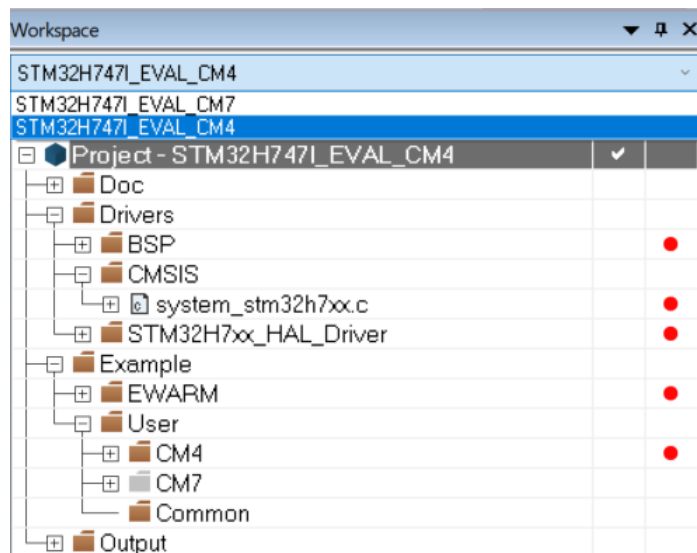 Workspace
STM32H747I_EVAL_CM4
STM32H747I_EVAL_CM7
STM32H747I_EVAL_CM4
Project - STM32H747I_EVAL_CM4
Doc
Drivers
BSP
CMSIS
system_stm32h7xx.c
STM32H7xx_HAL_Driver
Example
EWARM
User
CM4
CM7
Common
Output